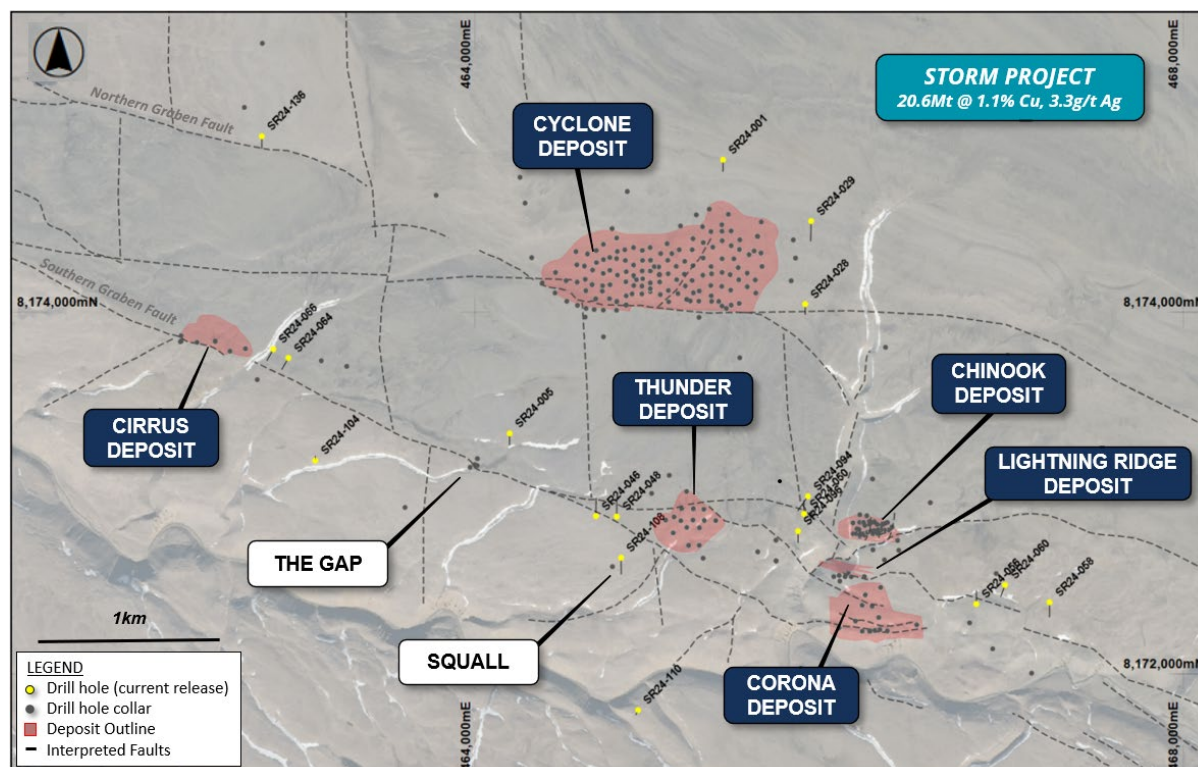 464,000mE
468,000mE
STORM PROJECT
20.6Mt @ 1.1% Cu, 3.3g/t Ag
Northern Graben Fault
SR24-136
CYCLONE
DEPOSIT
SR24-001
SR24-029
SR24-028
Southern Graben Fault
8,174,000mN
8,174,000mN
SR24-064
CIRRUS
DEPOSIT
THUNDER
DEPOSIT
CHINOOK
DEPOSIT
LIGHTNING RIDGE
DEPOSIT
SR24-104
SR24-005
SR24-046
SR24-048
SR24-108
SR24-094
SR24-060
SR24-058
THE GAP
SQUALL
SR24-110
CORONA
DEPOSIT
8,172,000mN
1km
LEGEND
Drill hole (current release)
Drill hole collar
Deposit Outline
Interpreted Faults
464,000mE
468,000mE